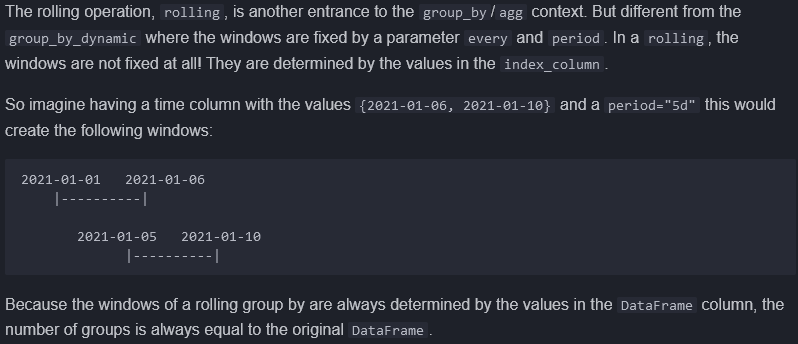 The rolling operation, rolling, is another entrance to the group_by/agg context. But different from the
group_by_dynamic where the windows are fixed by a parameter every and period. In a rolling, the
windows are not fixed at all! They are determined by the values in the index_column.
So imagine having a time column with the values {2021-01-06, 2021-01-10} and a period="5d" this would
create the following windows:
2021-01-01   2021-01-06
    |----------|
       2021-01-05   2021-01-10
             |----------|
Because the windows of a rolling group by are always determined by the values in the DataFrame column, the
number of groups is always equal to the original DataFrame.